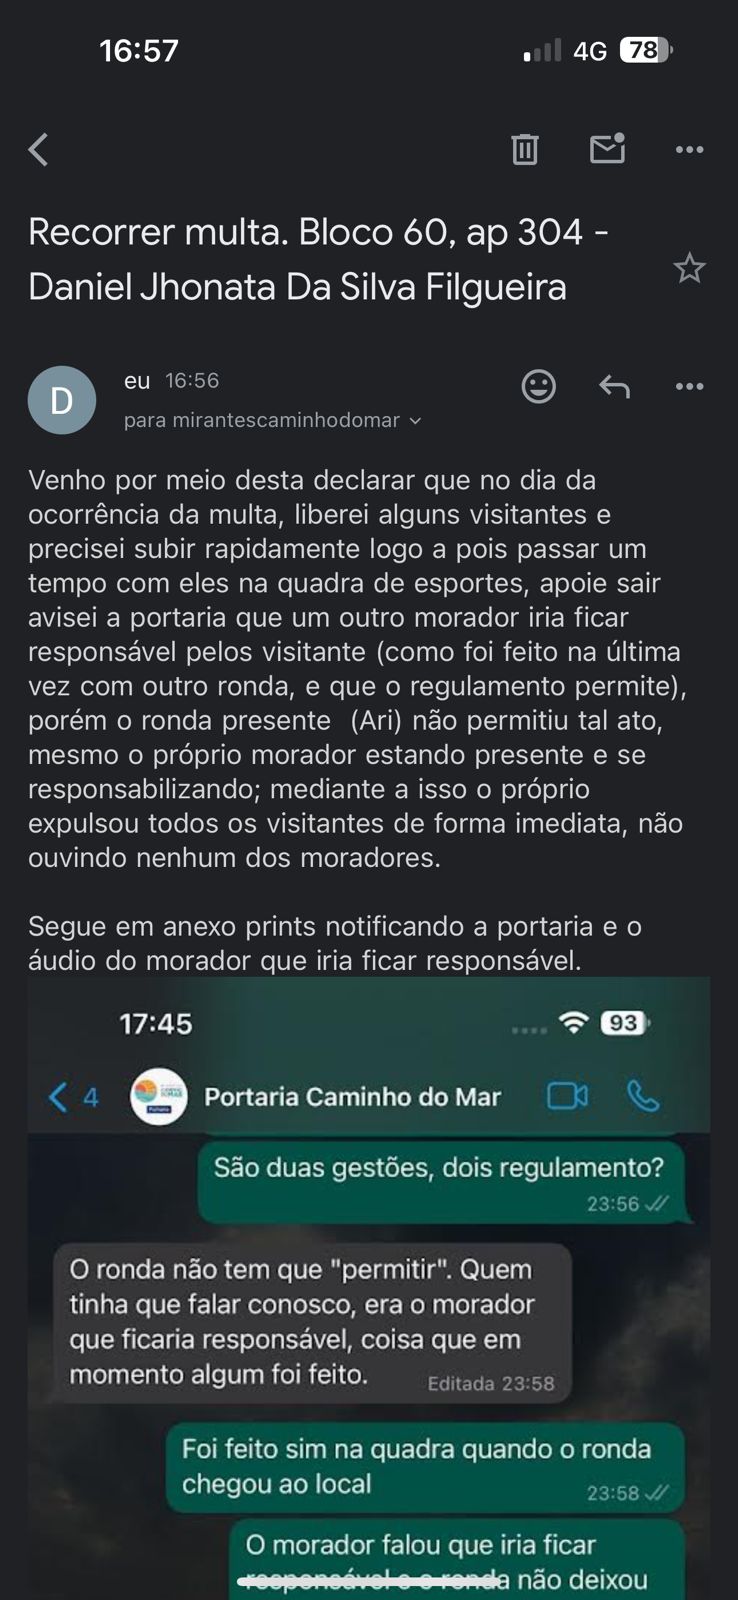 16:57
4G 78
Recorrer multa. Bloco 60, ap 304 -
Daniel Jhonata Da Silva Filgueira
D
eu 16:56
para mirantescaminhodomar
Venho por meio desta declarar que no dia da
ocorrência da multa, liberei alguns visitantes e
precisei subir rapidamente logo a pois passar um
tempo com eles na quadra de esportes, apoie sair
avisei a portaria que um outro morador iria ficar
responsável pelos visitante (como foi feito na última
vez com outro ronda, e que o regulamento permite),
porém o ronda presente (Ari) não permitiu tal ato,
mesmo o próprio morador estando presente e se
responsabilizando; mediante a isso o próprio
expulsou todos os visitantes de forma imediata, não
ouvindo nenhum dos moradores.
Segue em anexo prints notificando a portaria e o
áudio do morador que iria ficar responsável.
17:45
93
4
Portaria Caminho do Mar
São duas gestões, dois regulamento?
23:56
O ronda não tem que "permitir". Quem
tinha que falar conosco, era o morador
que ficaria responsável, coisa que em
momento algum foi feito.
Editada 23:58
Foi feito sim na quadra quando o ronda
chegou ao local
23:58
O morador falou que iria ficar
responsável e o ronda não deixou